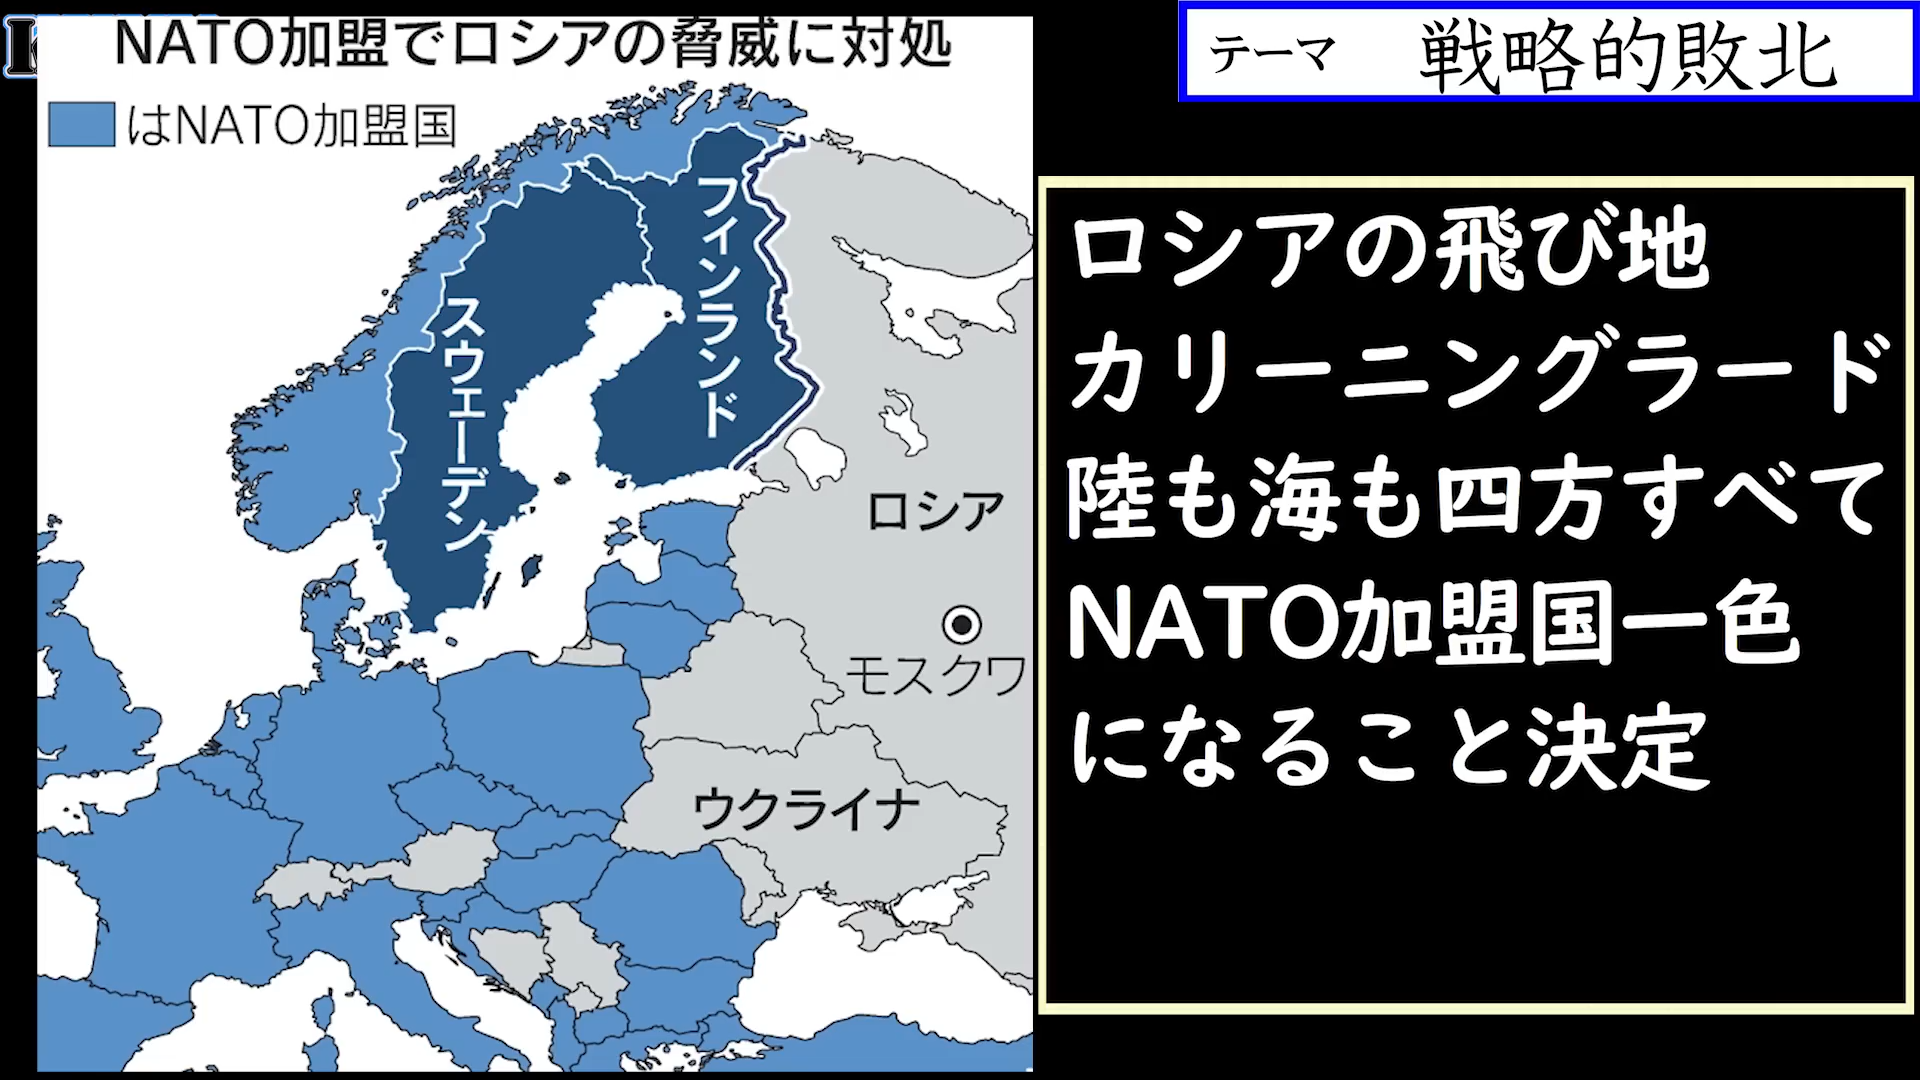 NATO加盟でロシアの脅威に対処
はNATO加盟国
テーマ 戦略的敗北
フィンランド
スウェーデン
ロシア
モスクワ
ウクライナ
ロシアの飛び地
カリーニングラード
陸も海も四方すべて
NATO加盟国一色
になること決定